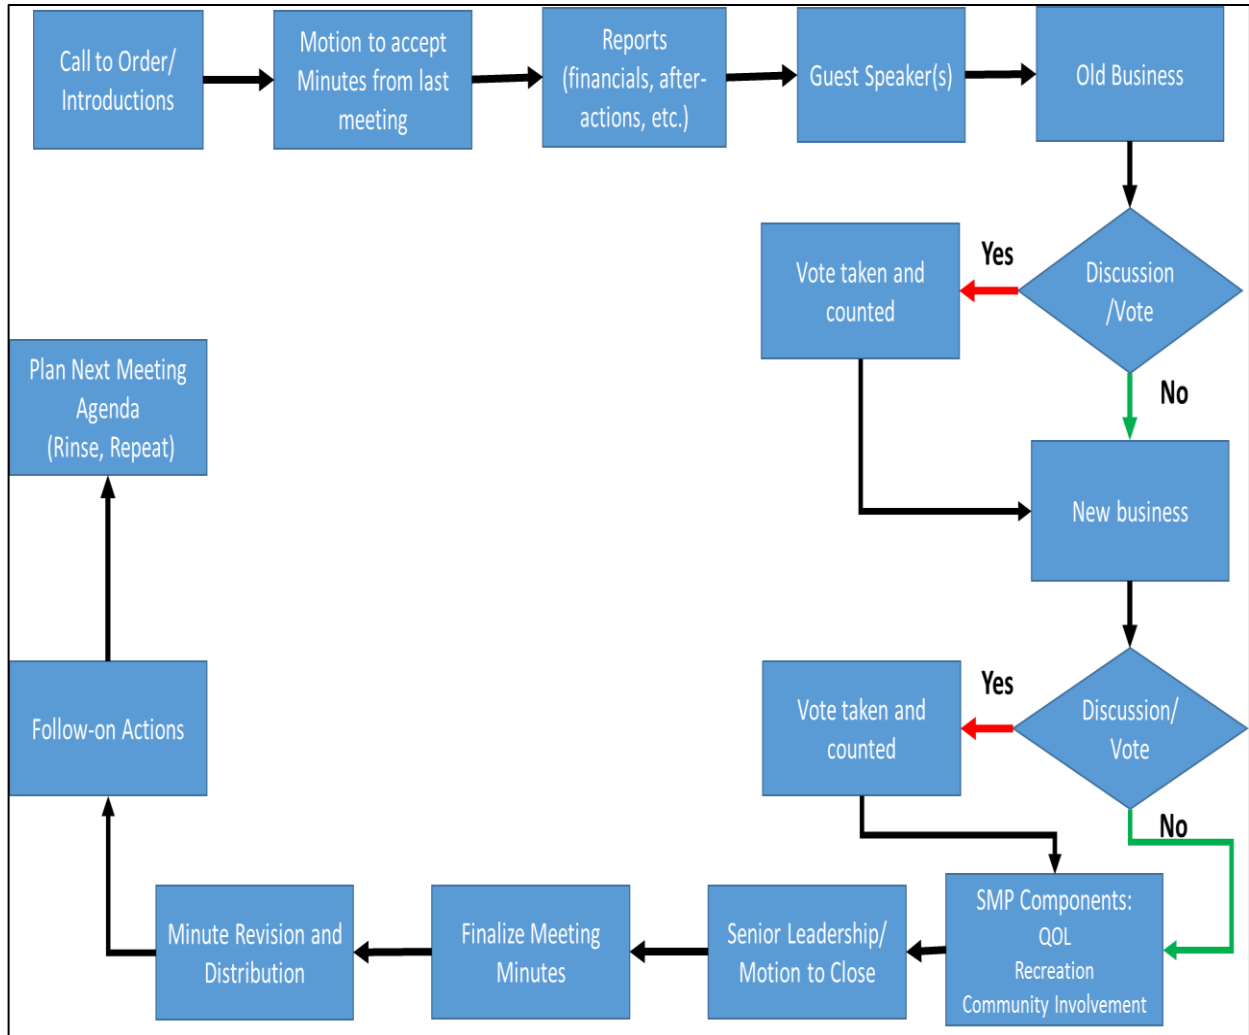 Call to Order/
Introductions
Motion to accept
Minutes from last
meeting
Reports
(financials, after-
actions, etc.)
Guest Speaker(s)
Old Business
Discussion
/Vote
Yes
Vote taken and
counted
No
New business
Discussion/
Vote
Yes
Vote taken and
counted
No
SMP Components:
QOL
Recreation
Community Involvement
Senior Leadership/
Motion to Close
Finalize Meeting
Minutes
Minute Revision and
Distribution
Follow-on Actions
Plan Next Meeting
Agenda
(Rinse, Repeat)